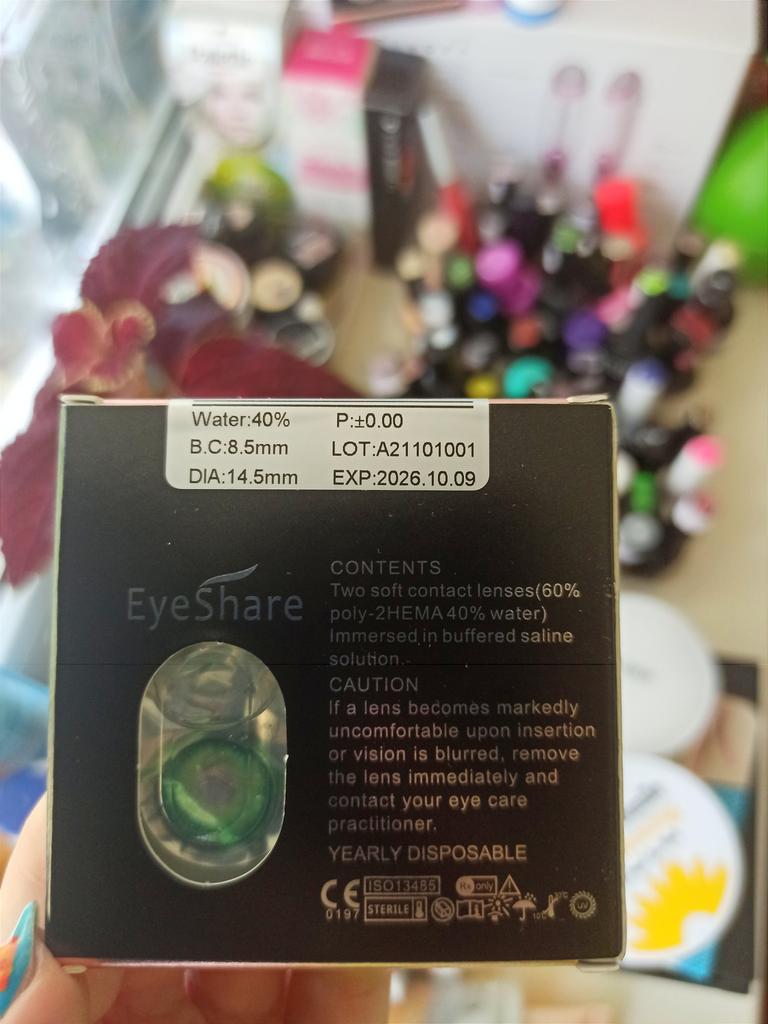 Water:40% P:±0.00
B.C:8.5mm LOT:A21101001
DIA:14.5mm EXP:2026.10.09
EyeShare
CONTENTS
Two soft contact lenses(60%
poly-2HEMA 40% water)
Immersed in buffered saline
solution.
CAUTION
If a lens becomes markedly
uncomfortable upon insertion
or vision is blurred, remove
the lens immediately and
contact your eye care
practitioner.
YEARLY DISPOSABLE
CE ISO13485 Rx only
0197 STERILE UV